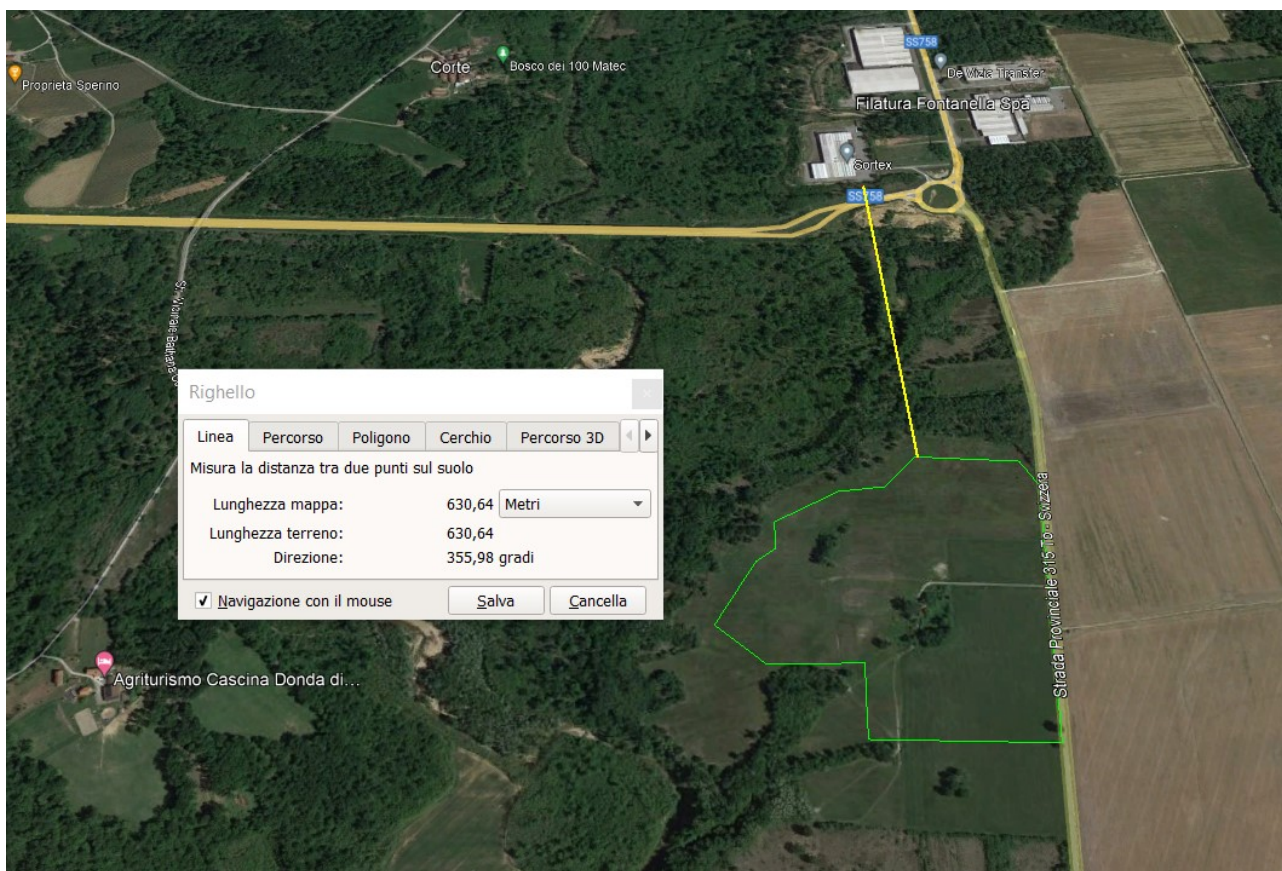 SS758
De Vizia Transfer
Corte
Bosco dei 100 Matec
Proprieta Sperino
Filatura Fontanella Spa
Sortex
SS758
Righello
Linea
Percorso
Poligono
Cerchio
Percorso 3D
Misura la distanza tra due punti sul suolo
Lunghezza mappa: 630,64 Metri
Lunghezza terreno: 630,64
Direzione: 355,98 gradi
Navigazione con il mouse
Salva
Cancella
Strada Provinciale 315 To - Svizzera
Agriturismo Cascina Donda di...